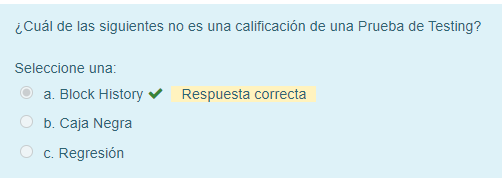 ¿Cuál de las siguientes no es una calificación de una Prueba de Testing?
Seleccione una:
a. Block History Respuesta correcta
b. Caja Negra
c. Regresión